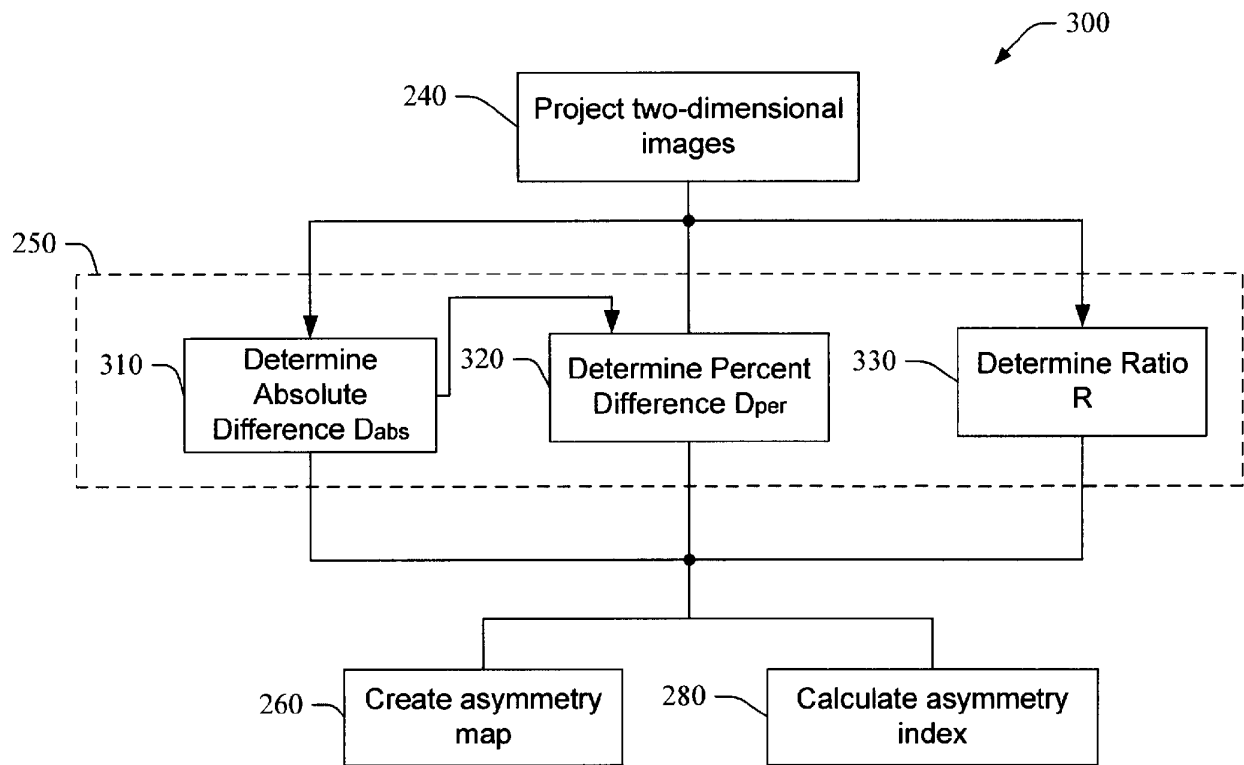 300
240
Project two-dimensional
images
250
310
Determine
Absolute
Difference Dabs
320
Determine Percent
Difference Dper
330
Determine Ratio
R
260
Create asymmetry
map
280
Calculate asymmetry
index